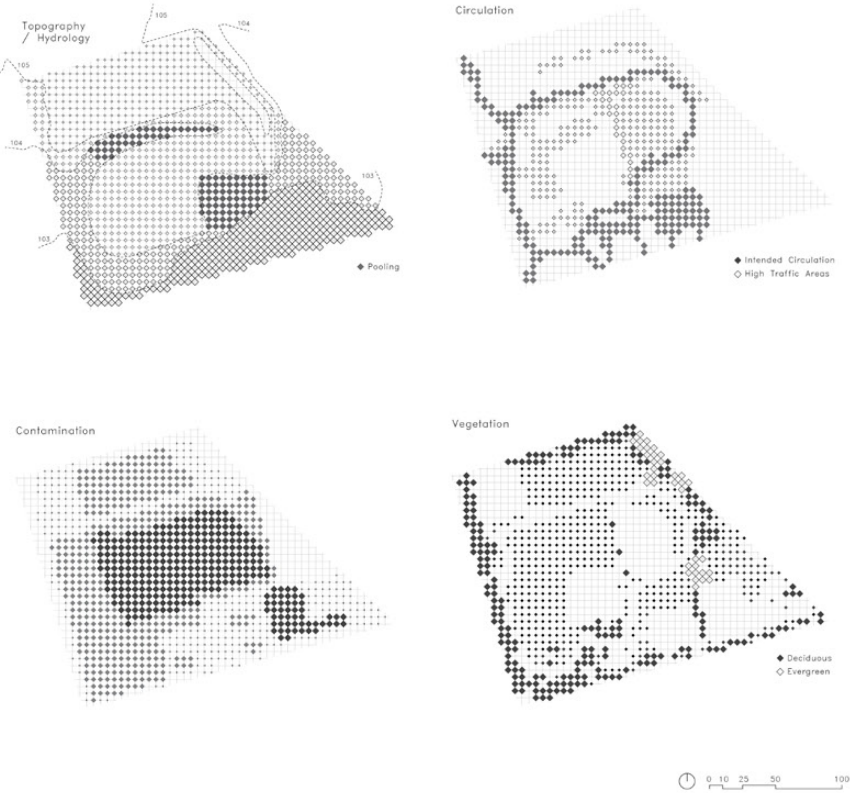 Topography
/ Hydrology
105
104
105
104
103
103
Pooling
Circulation
Intended Circulation
High Traffic Areas
Contamination
Vegetation
Deciduous
Evergreen
0 10 25 50 100